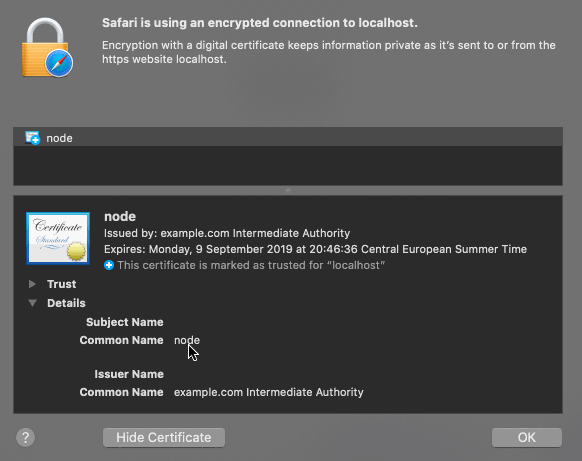 Safari is using an encrypted connection to localhost.
Encryption with a digital certificate keeps information private as it's sent to or from the
https website localhost.
node
Certificate
Standard
node
Issued by: example.com Intermediate Authority
Expires: Monday, 9 September 2019 at 20:46:36 Central European Summer Time
This certificate is marked as trusted for “localhost”
Trust
Details
Subject Name
Common Name node
Issuer Name
Common Name example.com Intermediate Authority
?
Hide Certificate
OK